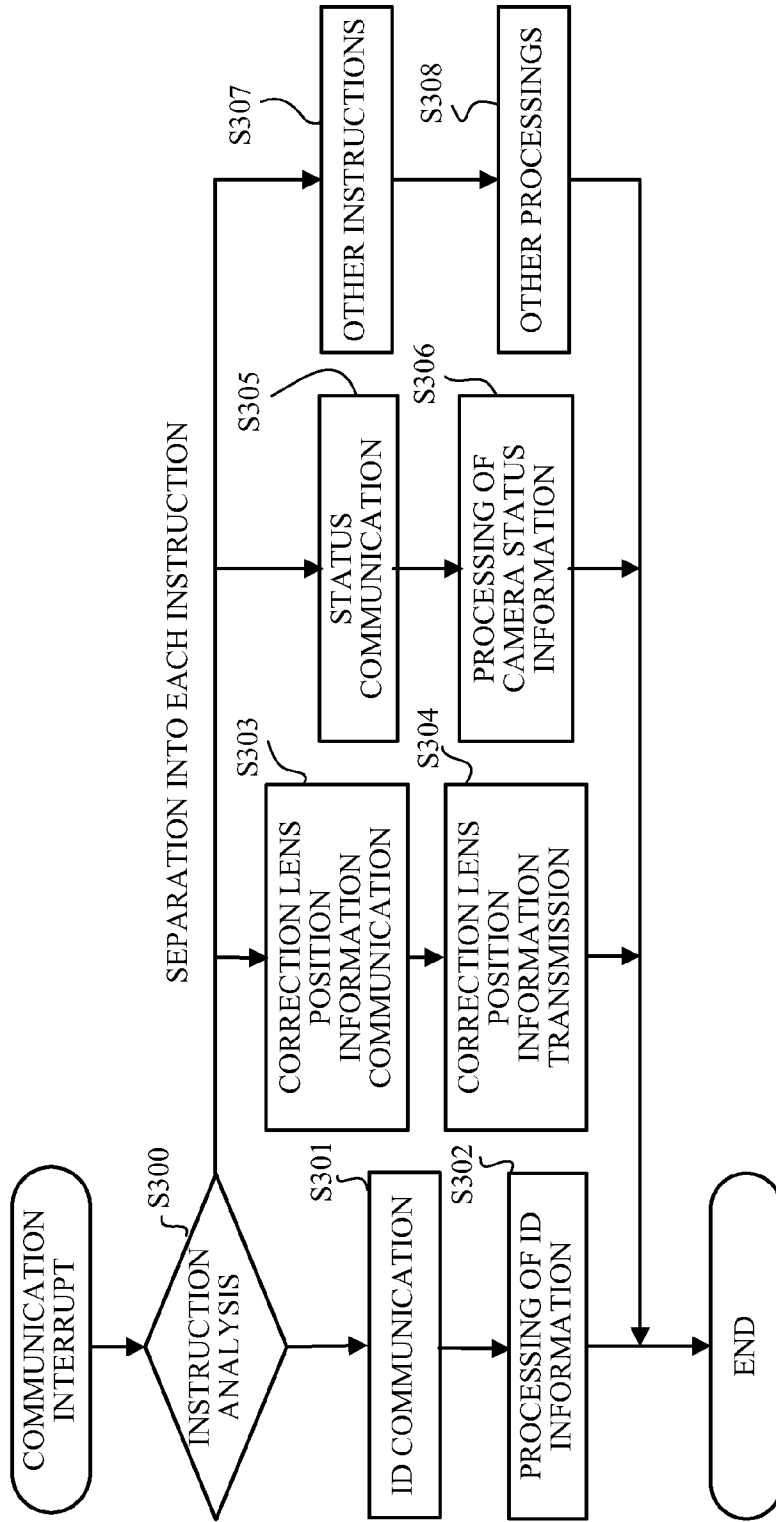 COMMUNICATION
INTERRUPT
S300
INSTRUCTION
ANALYSIS
SEPARATION INTO EACH INSTRUCTION
S301
ID COMMUNICATION
S302
PROCESSING OF ID
INFORMATION
S303
CORRECTION LENS
POSITION
INFORMATION
COMMUNICATION
S304
CORRECTION LENS
POSITION
INFORMATION
TRANSMISSION
S305
STATUS
COMMUNICATION
S306
PROCESSING OF
CAMERA STATUS
INFORMATION
S307
OTHER INSTRUCTIONS
S308
OTHER PROCESSINGS
END